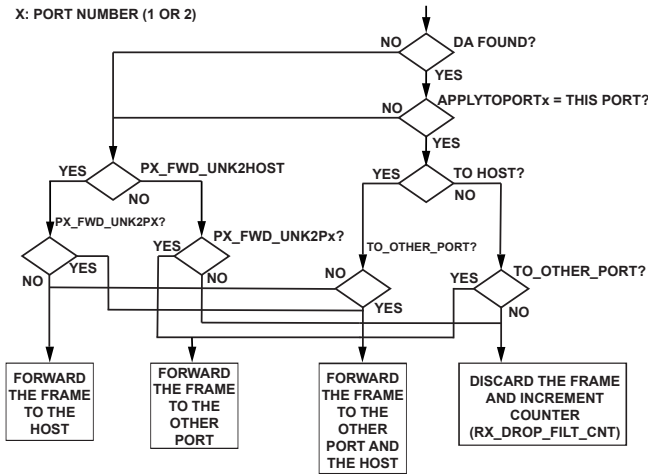 X: PORT NUMBER (1 OR 2)
NO
DA FOUND?
YES
NO
APPLYTOPORTx = THIS PORT?
YES
YES
PX_FWD_UNK2HOST
NO
YES
TO HOST?
NO
PX_FWD_UNK2PX?
YES
NO
YES
PX_FWD_UNK2Px?
NO
TO_OTHER_PORT?
NO
YES
YES
TO_OTHER_PORT?
NO
FORWARD
THE FRAME
TO THE
HOST
FORWARD
THE FRAME
TO THE
OTHER
PORT
FORWARD
THE FRAME
TO THE
OTHER
PORT AND
THE HOST
DISCARD THE FRAME
AND INCREMENT
COUNTER
(RX_DROP_FILT_CNT)